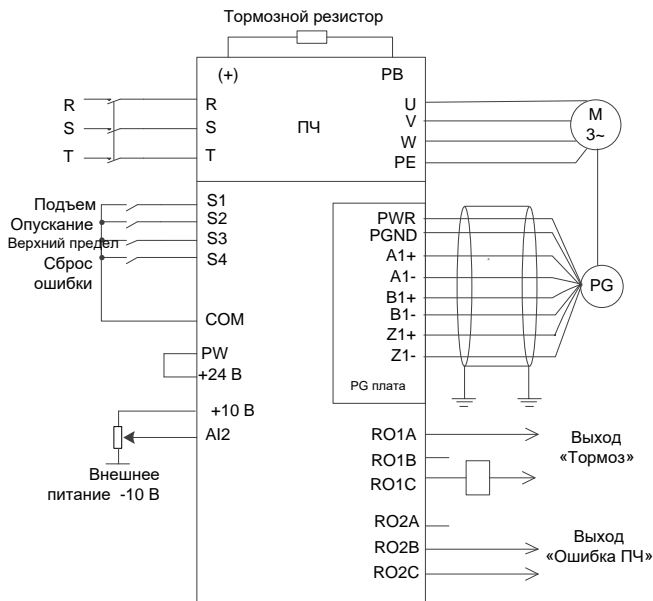 Тормозной резистор
(+)
PB
R
S
T
R
S
T
ПЧ
U
V
W
PE
M
3~
Подъем
Опускание
Верхний предел
Сброс
ошибки
S1
S2
S3
S4
COM
PW
+24 В
+10 В
AI2
Внешнее
питание -10 В
PWR
PGND
A1+
A1-
B1+
B1-
Z1+
Z1-
PG плата
PG
RO1A
RO1B
RO1C
Выход
«Тормоз»
RO2A
RO2B
RO2C
Выход
«Ошибка ПЧ»